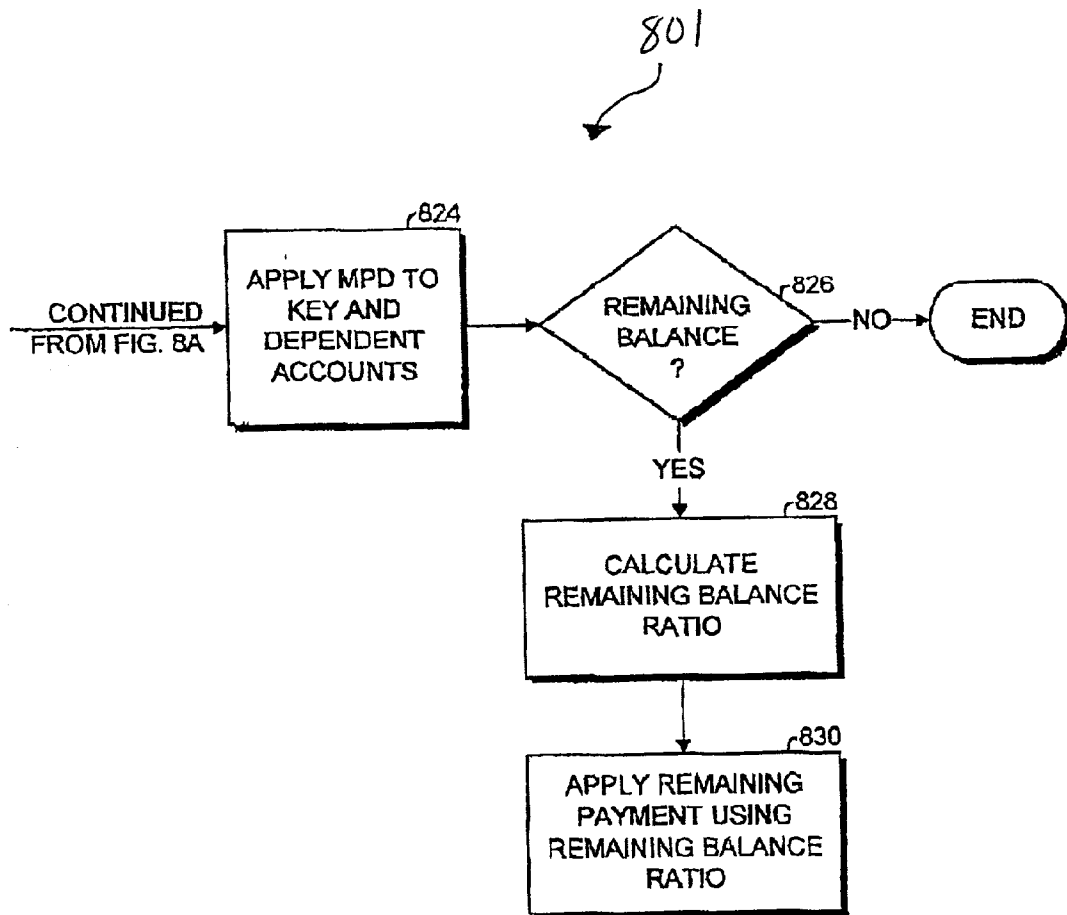 801
824
APPLY MPD TO
KEY AND
DEPENDENT
ACCOUNTS
CONTINUED
FROM FIG. 8A
826
REMAINING
BALANCE
?
NO
END
YES
828
CALCULATE
REMAINING BALANCE
RATIO
830
APPLY REMAINING
PAYMENT USING
REMAINING BALANCE
RATIO